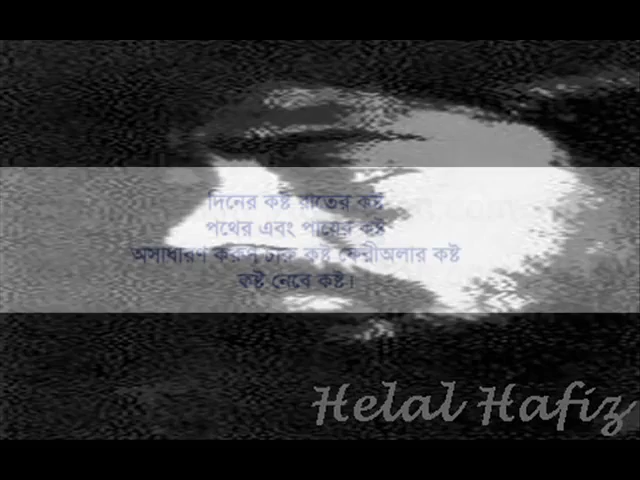 দিনের কষ্ট রাতের কষ্ট
পথের এবং পায়ের কষ্ট
অসাধারণ করুণ চারু কষ্ট ফেরীঅলার কষ্ট
কষ্ট নেবে কষ্ট।
Helal Hafiz